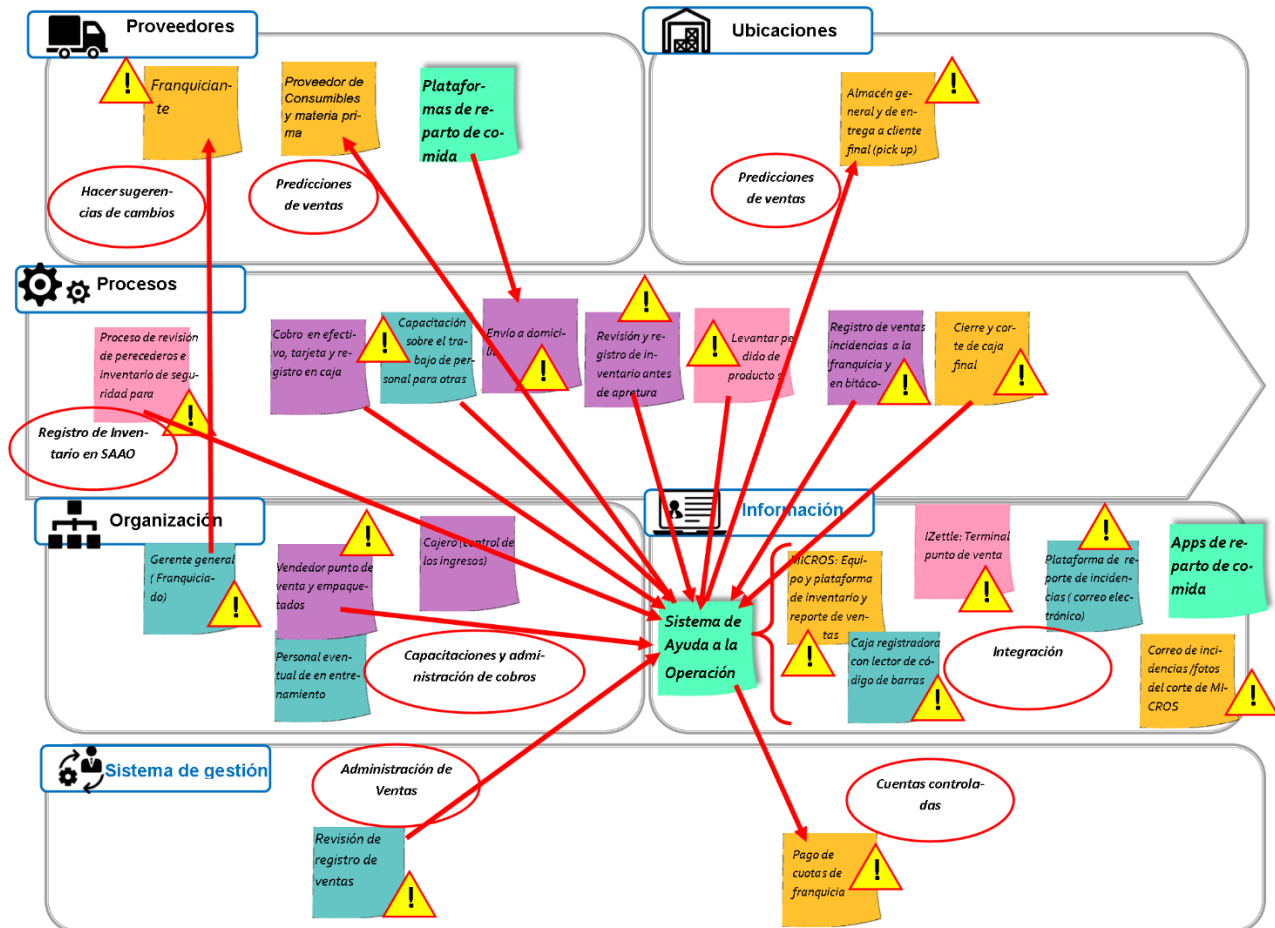 Proveedores
Ubicaciones
!
Franquician-
te
Proveedor de
Consumibles
y materia pri-
ma
Platafor-
mas de re-
parto de co-
mida
Almacén ge-
neral y de en-
trega a cliente
final (pick up)
!
Hacer sugeren-
cias de cambios
Predicciones
de ventas
Predicciones
de ventas
Procesos
Proceso de revisión
de perecederos e
inventario de segu-
ridad para
!
Cobro en efecti-
vo, tarjeta y re-
gistro en caja
!
Capacitación
sobre el tra-
bajo de per-
sonal para otras
Envío a domici-
!
!
Revisión y re-
gistro de in-
ventario antes
de apretura
!
Levantar pe
dido de
producto s
Registro de ventas
incidencias a la
franquicia y
en bitáco-
!
Cierre y cor-
te de caja
final
!
Registro de Inven-
tario en SAAO
Organización
Gerente general
( Franquicia-
do)
!
!
Vendedor punto de
venta y empaque-
tados
Cajero (control de
los ingresos)
Personal even-
tual de en entre-
namiento
Capacitaciones y admi-
nistración de cobros
Información
Sistema de
Ayuda a la
Operación
MICROS: Equi-
po y plataforma
de inventario y
reporte de ven-
tas
!
Caja registradora
con lector de có-
digo de barras
!
IZettle: Terminal
punto de venta
!
!
Plataforma de re-
porte de inciden-
cias ( correo elec-
trónico)
Apps de re-
parto de co-
mida
Integración
Correo de inci-
dencias /fotos
del corte de MI-
CROS
!
Sistema de gestión
Administración de
Ventas
Revisión de
registro de
ventas
!
Cuentas controla-
das
Pago de
cuotas de
franquicia
!